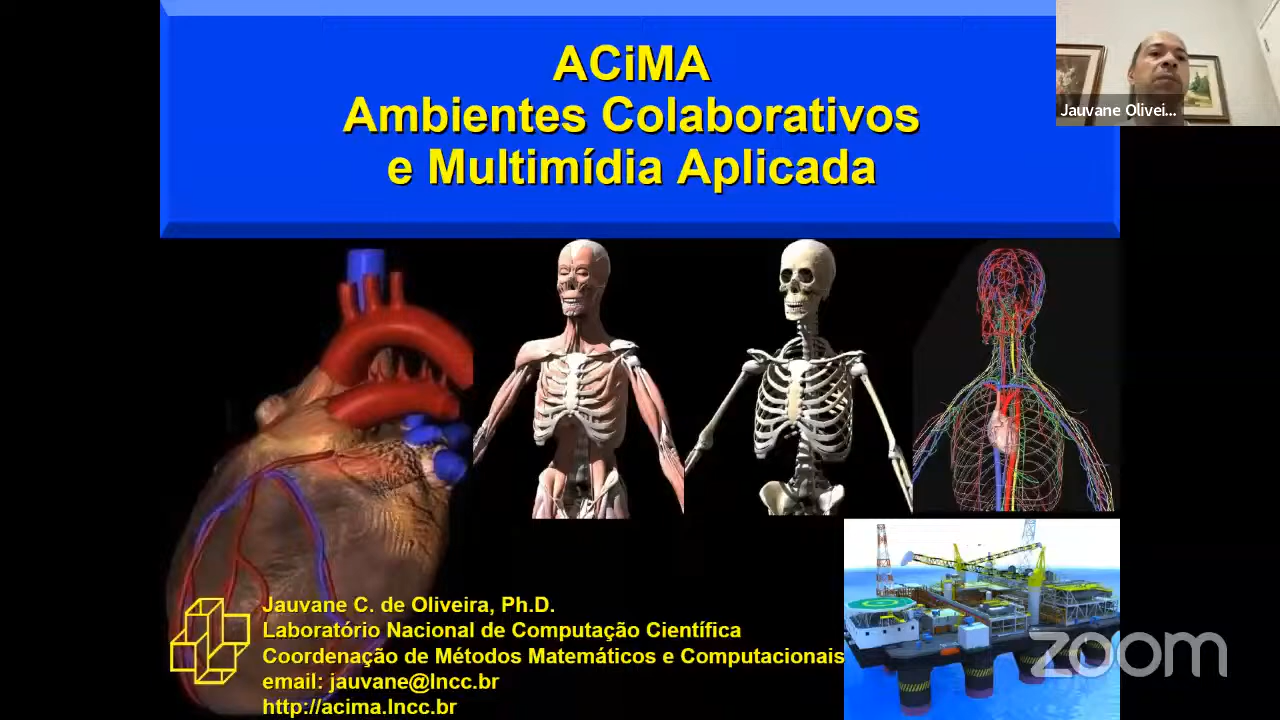 ACiMA
Ambientes Colaborativos
e Multimídia Aplicada
Jauvane Olivei...
Jauvane C. de Oliveira, Ph.D.
Laboratório Nacional de Computação Científica
Coordenação de Métodos Matemáticos e Computacionais
email: jauvane@lncc.br
http://acima.lncc.br
zoom